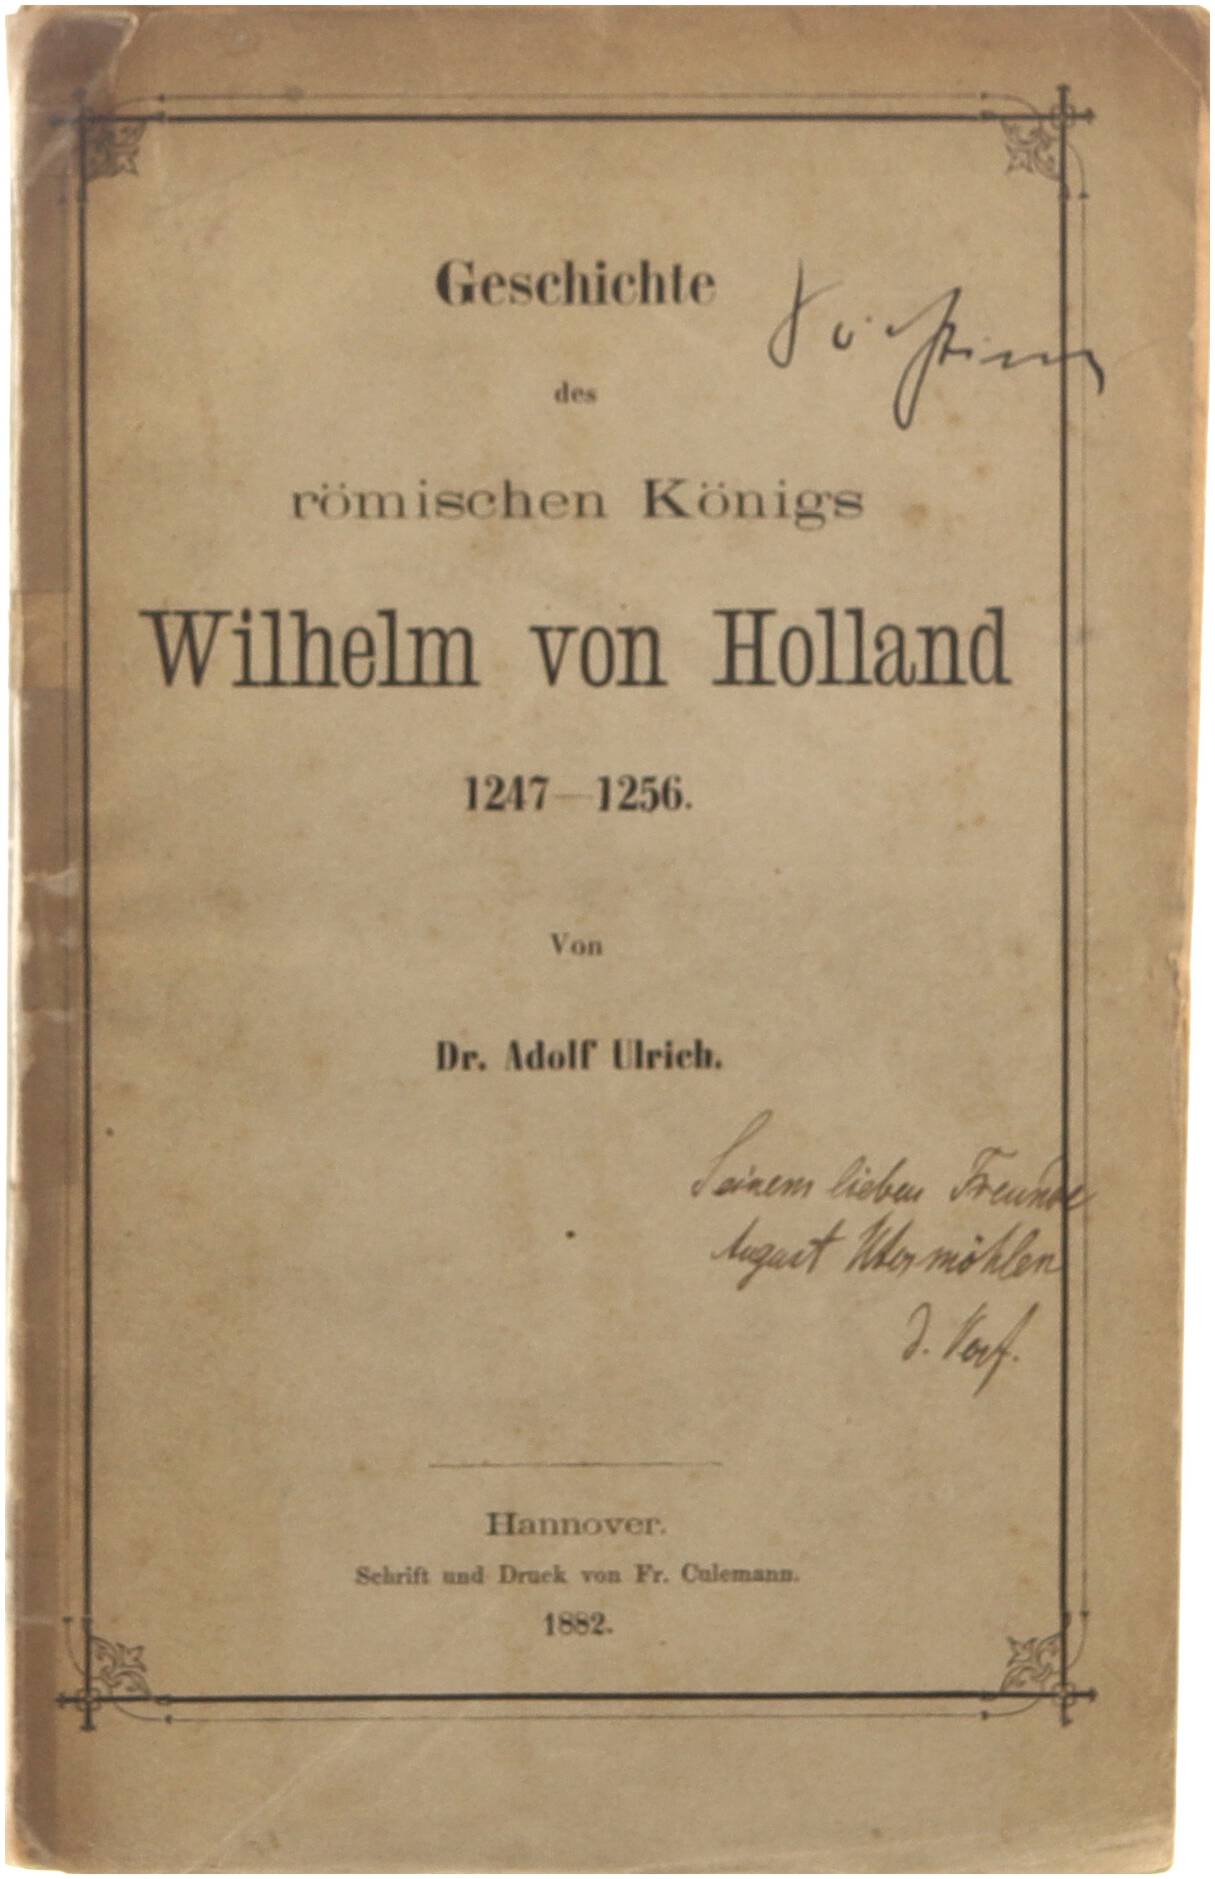 Geschichte
des
römischen Königs
Wilhelm von Holland
1247—1256.
Von
Dr. Adolf Ulrich.
Seinem lieben Freunde
August
d. Verf.
Hannover.
Schrift und Druck von Fr. Culemann.
1882.